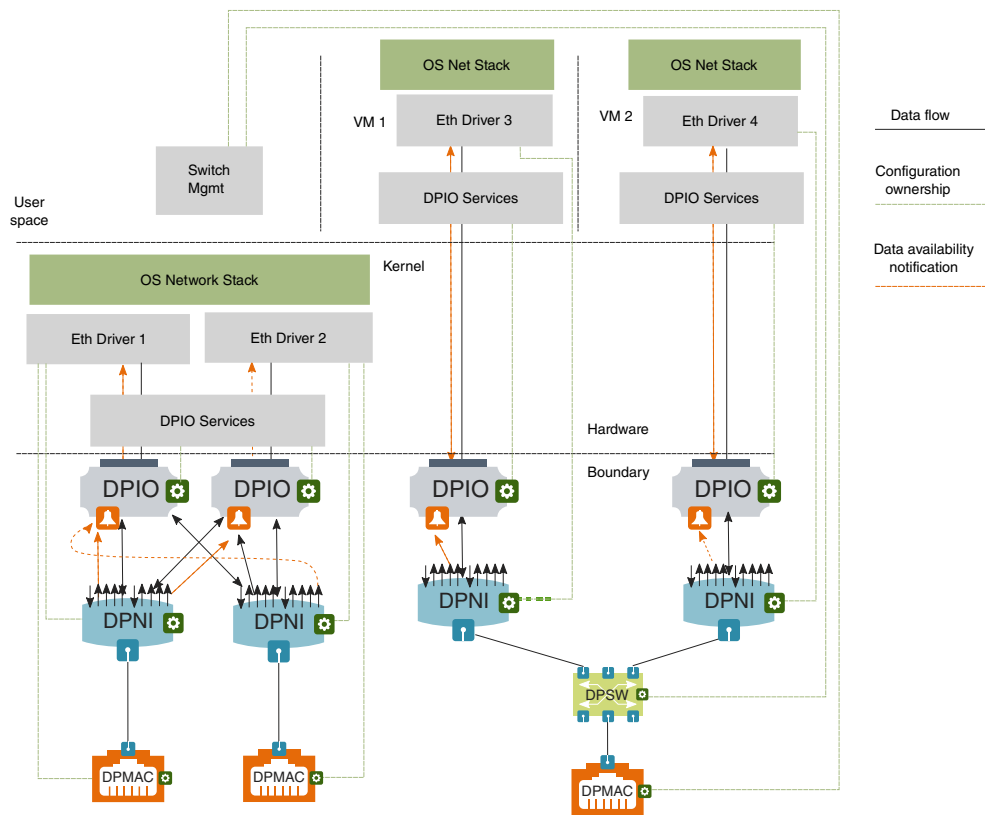 OS Net Stack
OS Net Stack
VM 1
Eth Driver 3
VM 2
Eth Driver 4
Data flow
Switch
Mgmt
Configuration
ownership
DPIO Services
DPIO Services
User
space
Data availability
notification
Kernel
OS Network Stack
Eth Driver 1
Eth Driver 2
DPIO Services
Hardware
Boundary
DPIO
DPIO
DPIO
DPIO
DPNI
DPNI
DPNI
DPNI
DPSW
DPMAC
DPMAC
DPMAC